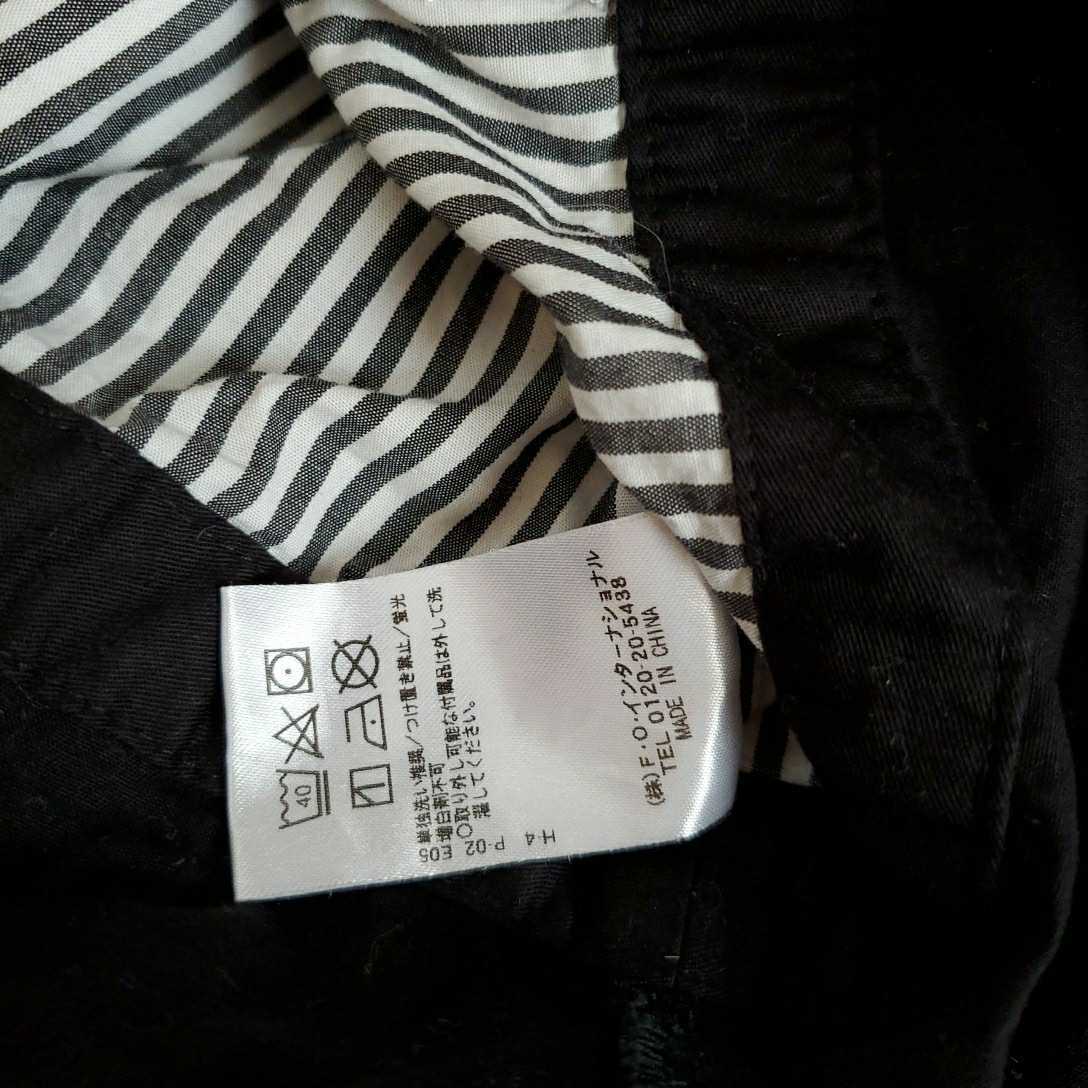 40
単独洗い推奨／つけ置き禁止／蛍光
増白剤不可
〇取り外し可能な付属品は外して洗
濯してください。
E05
P-02
(株)F・O・インターナショナル
TEL 0120-20-5438
MADE IN CHINA